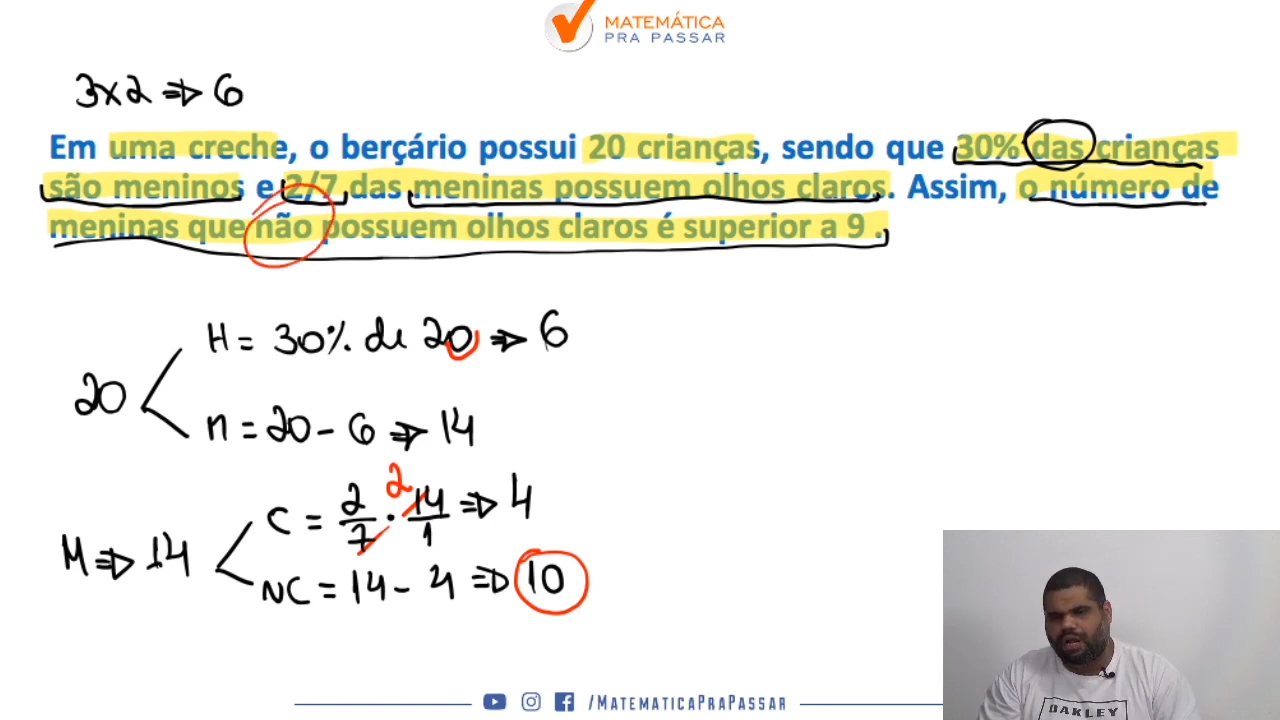 MATEMÁTICA
PRA PASSAR
3x2 ⇒ 6
Em uma creche, o berçário possui 20 crianças, sendo que 30% das crianças
são meninos e 2/7 das meninas possuem olhos claros. Assim, o número de
meninas que não possuem olhos claros é superior a 9 .
H = 30% de 20 ⇒ 6
20
M = 20 - 6 ⇒ 14
C = 2/7 · 14/1 ⇒ 4
2
M ⇒ 14
NC = 14 - 4 ⇒ 10
OAKLEY
/MatematicaPraPassar